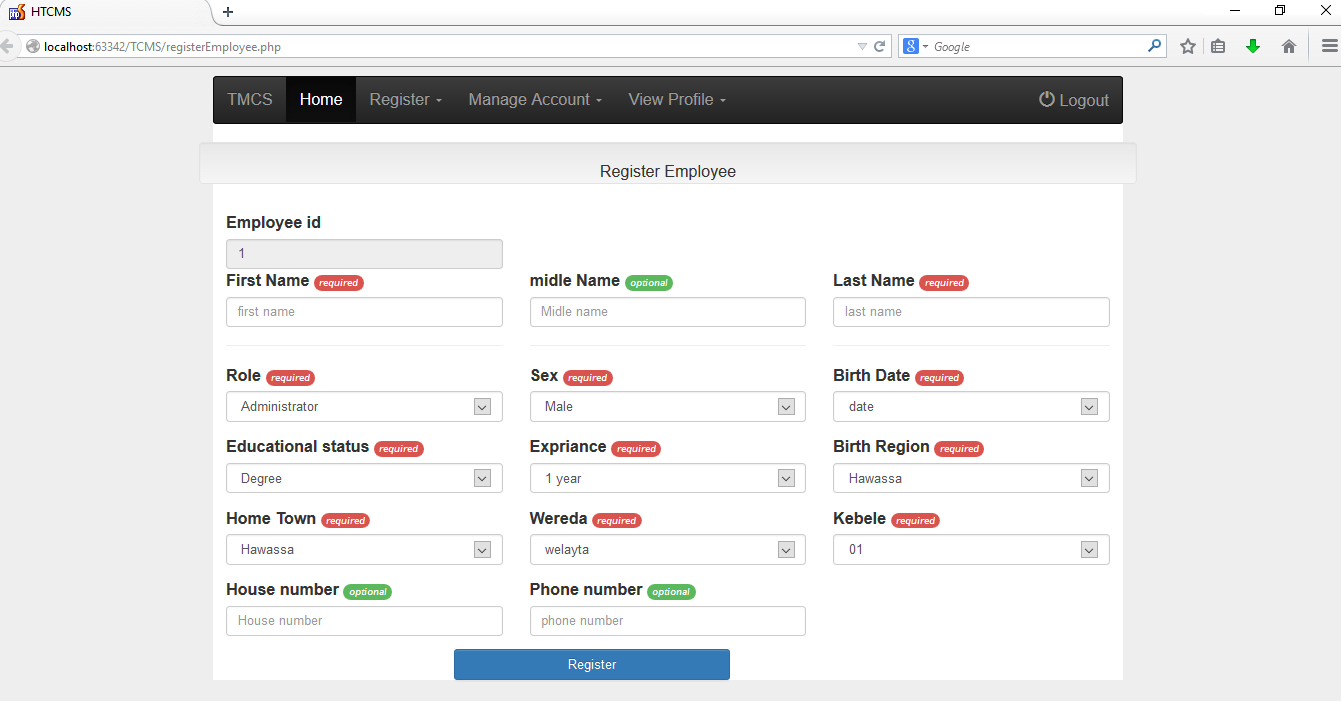 HTCMS
localhost:63342/TCMS/registerEmployee.php
Google
TMCS Home Register Manage Account View Profile Logout
Register Employee
Employee id
1
First Name required midle Name optional Last Name required
first name Midle name last name
Role required Sex required Birth Date required
Administrator Male date
Educational status required Expriance required Birth Region required
Degree 1 year Hawassa
Home Town required Wereda required Kebele required
Hawassa welayta 01
House number optional Phone number optional
House number phone number
Register